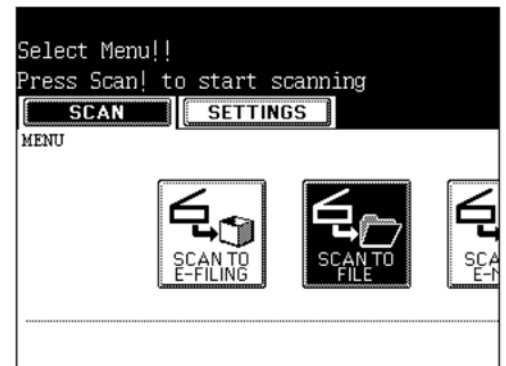 Select Menu!!
Press Scan! to start scanning
SCAN SETTINGS
MENU
SCAN TO
E-FILING
SCAN TO
FILE